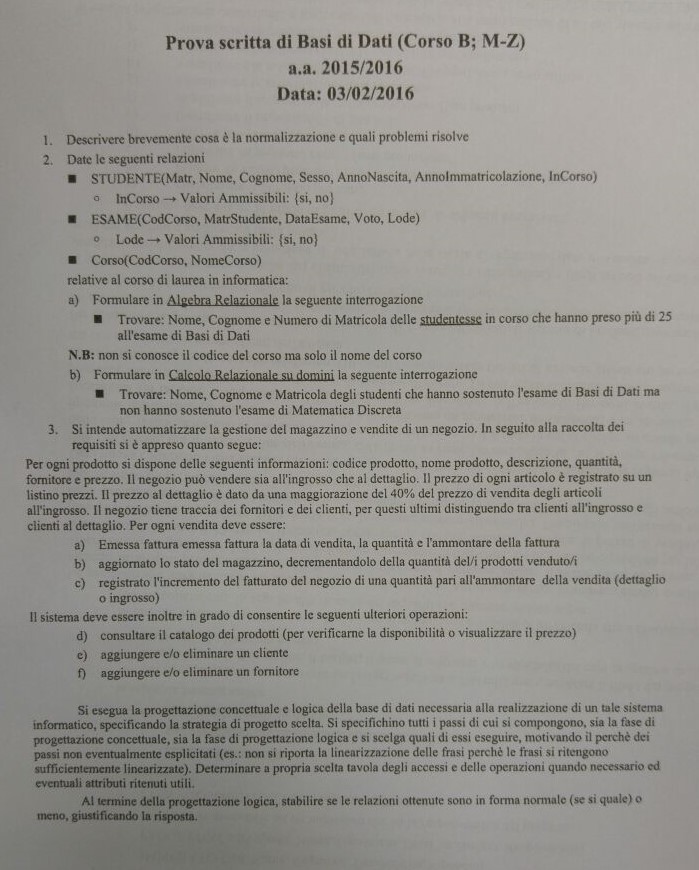 Prova scritta di Basi di Dati (Corso B; M-Z)
a.a. 2015/2016
Data: 03/02/2016
1. Descrivere brevemente cosa è la normalizzazione e quali problemi risolve
2. Date le seguenti relazioni
■ STUDENTE(Matr, Nome, Cognome, Sesso, AnnoNascita, AnnoImmatricolazione, InCorso)
○ InCorso → Valori Ammissibili: {si, no}
■ ESAME(CodCorso, MatrStudente, DataEsame, Voto, Lode)
○ Lode → Valori Ammissibili: {si, no}
■ Corso(CodCorso, NomeCorso)
relative al corso di laurea in informatica:
a) Formulare in Algebra Relazionale la seguente interrogazione
■ Trovare: Nome, Cognome e Numero di Matricola delle studentesse in corso che hanno preso più di 25
all'esame di Basi di Dati
N.B: non si conosce il codice del corso ma solo il nome del corso
b) Formulare in Calcolo Relazionale su domini la seguente interrogazione
■ Trovare: Nome, Cognome e Matricola degli studenti che hanno sostenuto l'esame di Basi di Dati ma
non hanno sostenuto l'esame di Matematica Discreta
3. Si intende automatizzare la gestione del magazzino e vendite di un negozio. In seguito alla raccolta dei
requisiti si è appreso quanto segue:
Per ogni prodotto si dispone delle seguenti informazioni: codice prodotto, nome prodotto, descrizione, quantità,
fornitore e prezzo. Il negozio può vendere sia all'ingrosso che al dettaglio. Il prezzo di ogni articolo è registrato su un
listino prezzi. Il prezzo al dettaglio è dato da una maggiorazione del 40% del prezzo di vendita degli articoli
all'ingrosso. Il negozio tiene traccia dei fornitori e dei clienti, per questi ultimi distinguendo tra clienti all'ingrosso e
clienti al dettaglio. Per ogni vendita deve essere:
a) Emessa fattura emessa fattura la data di vendita, la quantità e l'ammontare della fattura
b) aggiornato lo stato del magazzino, decrementandolo della quantità del/i prodotti venduto/i
c) registrato l'incremento del fatturato del negozio di una quantità pari all'ammontare della vendita (dettaglio
o ingrosso)
Il sistema deve essere inoltre in grado di consentire le seguenti ulteriori operazioni:
d) consultare il catalogo dei prodotti (per verificarne la disponibilità o visualizzare il prezzo)
e) aggiungere e/o eliminare un cliente
f) aggiungere e/o eliminare un fornitore
Si esegua la progettazione concettuale e logica della base di dati necessaria alla realizzazione di un tale sistema
informatico, specificando la strategia di progetto scelta. Si specifichino tutti i passi di cui si compongono, sia la fase di
progettazione concettuale, sia la fase di progettazione logica e si scelga quali di essi eseguire, motivando il perchè dei
passi non eventualmente esplicitati (es.: non si riporta la linearizzazione delle frasi perchè le frasi si ritengono
sufficientemente linearizzate). Determinare a propria scelta tavola degli accessi e delle operazioni quando necessario ed
eventuali attributi ritenuti utili.
Al termine della progettazione logica, stabilire se le relazioni ottenute sono in forma normale (se si quale) o
meno, giustificando la risposta.